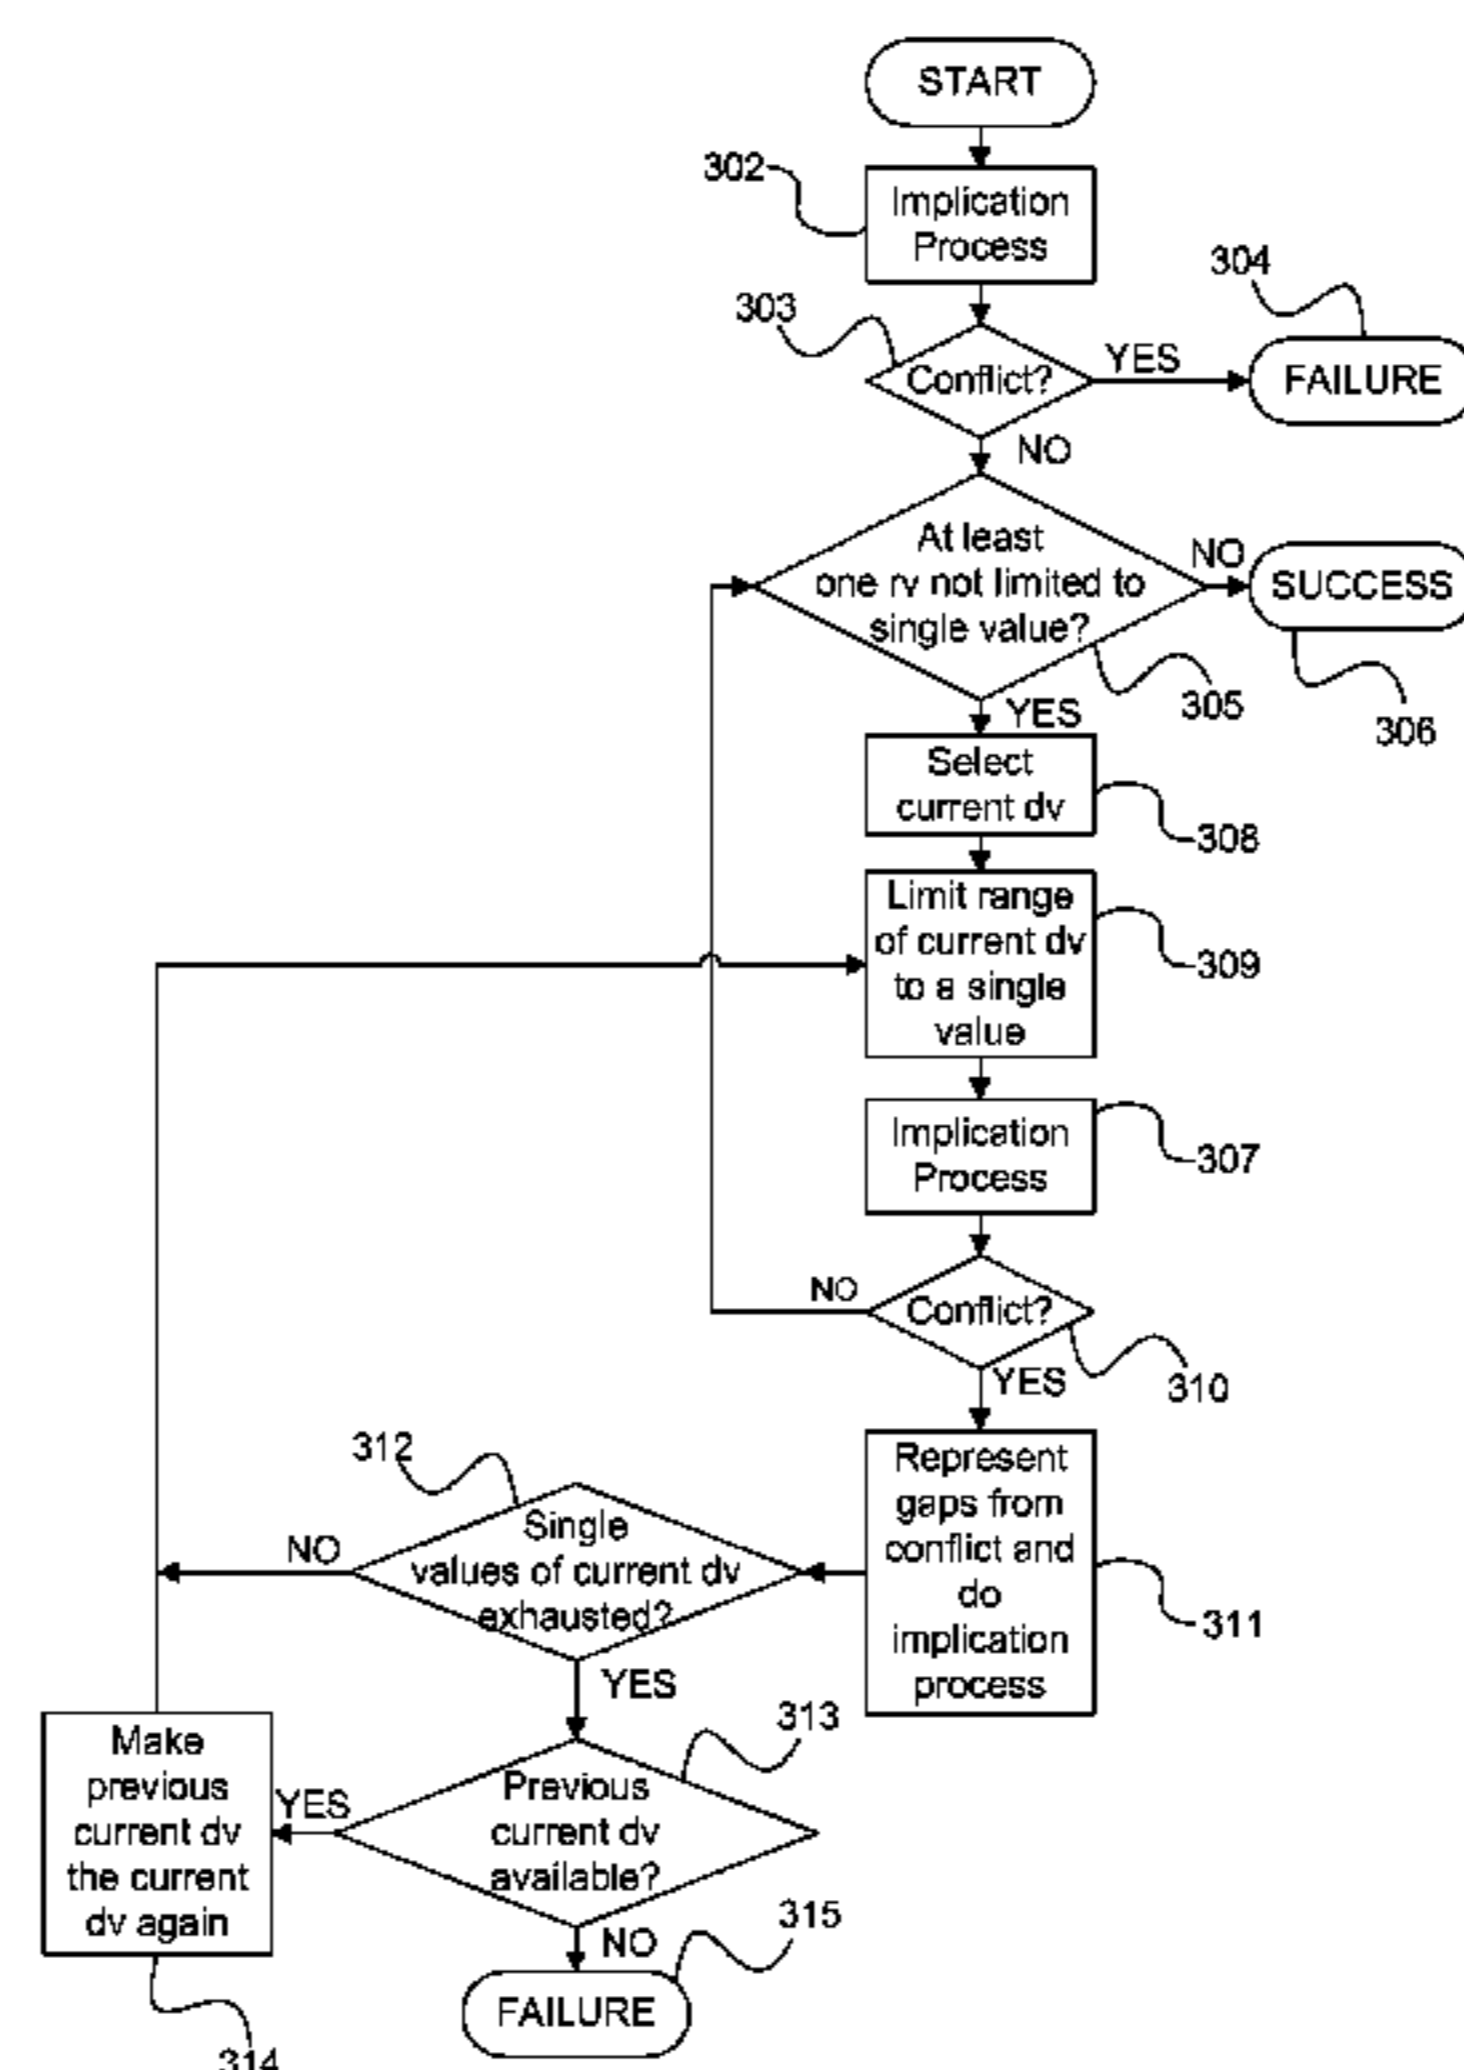 START
302
Implication
Process
304
303
Conflict?
YES
FAILURE
NO
At least
one rv not limited to
single value?
NO
SUCCESS
305
306
YES
Select
current dv
308
Limit range
of current dv
to a single
value
309
Implication
Process
307
NO
Conflict?
YES
310
312
Represent
gaps from
conflict and
do
implication
process
311
Single
values of current dv
exhausted?
NO
YES
313
Previous
current dv
available?
YES
Make
previous
current dv
the current
dv again
314
NO
315
FAILURE